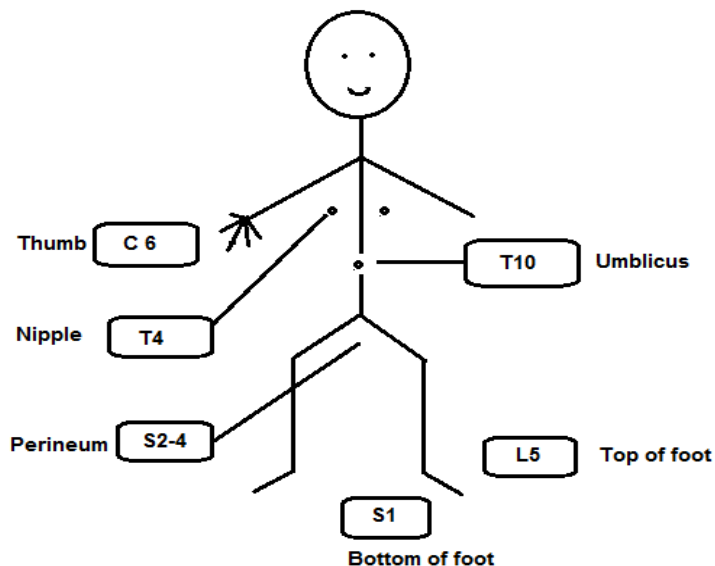 Thumb C 6
T10 Umblicus
Nipple T4
Perineum S2-4
L5 Top of foot
S1
Bottom of foot